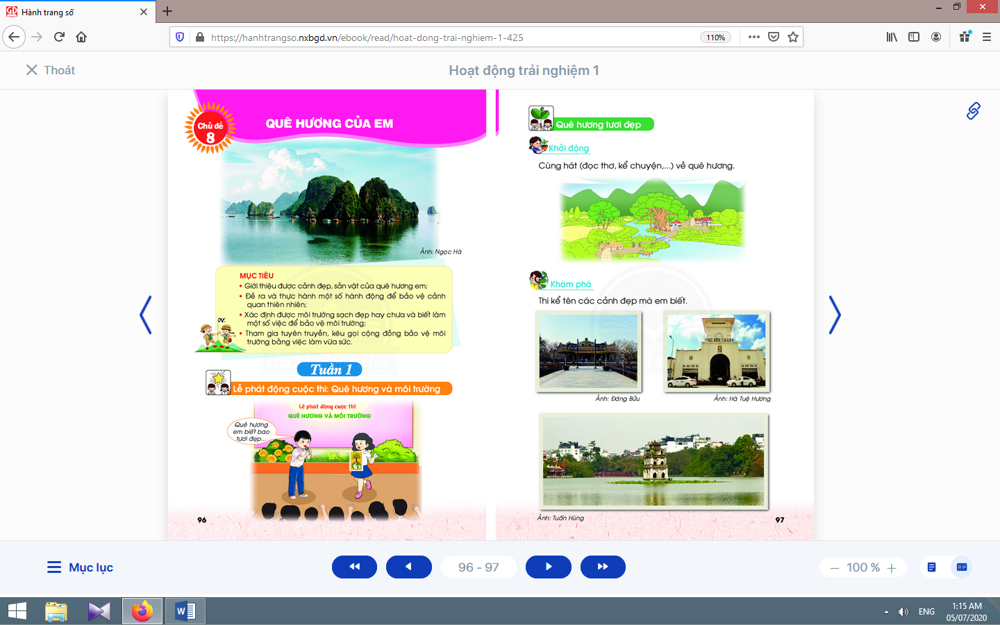 Hành trang số
https://hanhtrangso.nxbgd.vn/ebook/read/hoat-dong-trai-nghiem-1-425
110%
Thoát
Hoạt động trải nghiệm 1
Chủ đề
8
QUÊ HƯƠNG CỦA EM
Ảnh: Ngọc Hà
MỤC TIÊU
• Giới thiệu được cảnh đẹp, sản vật của quê hương em;
• Đề ra và thực hành một số hành động để bảo vệ cảnh
quan thiên nhiên;
• Xác định được môi trường sạch đẹp hay chưa và biết làm
một số việc để bảo vệ môi trường;
• Tham gia tuyên truyền, kêu gọi cộng đồng bảo vệ môi
trường bằng việc làm vừa sức.
Tuần 1
Lễ phát động cuộc thi: Quê hương và môi trường
Lễ phát động cuộc thi
QUÊ HƯƠNG VÀ MÔI TRƯỜNG
Quê hương
em biết bao
tươi đẹp...
96
Quê hương tươi đẹp
Khởi động
Cùng hát (đọc thơ, kể chuyện,...) về quê hương.
Khám phá
Thi kể tên các cảnh đẹp mà em biết.
CHỢ BẾN THÀNH
Ảnh: Đăng Bửu
Ảnh: Hà Tuệ Hương
Ảnh: Tuấn Hùng
97
Mục lục
96 - 97
100 %
ENG
1:15 AM
05/07/2020